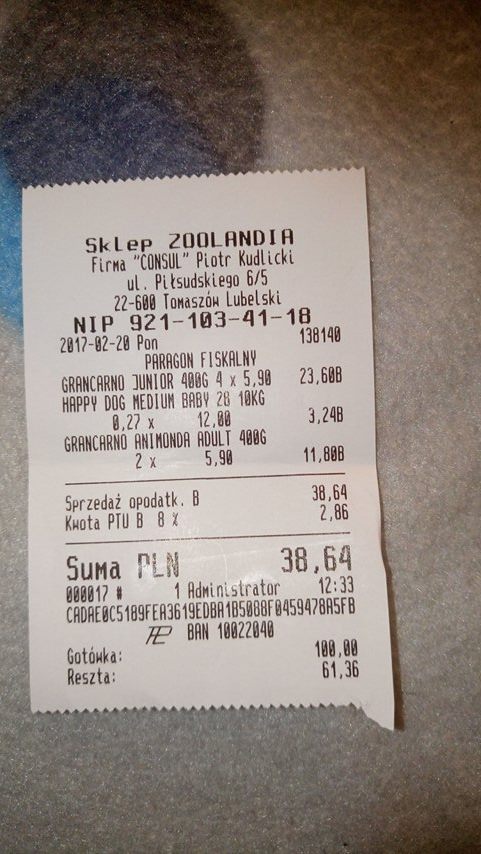 Sklep ZOOLANDIA
Firma "CONSUL" Piotr Kudlicki
ul. Piłsudskiego 6/5
22-600 Tomaszów Lubelski
NIP 921-103-41-18
2017-02-20 Pon 138140
PARAGON FISKALNY
GRANCARNO JUNIOR 400G 4 x 5,90 23,60B
HAPPY DOG MEDIUM BABY 28 10KG
0,27 x 12,00 3,24B
GRANCARNO ANIMONDA ADULT 400G
2 x 5,90 11,80B
Sprzedaż opodatk. B 38,64
Kwota PTU B 8 % 2,86
Suma PLN 38,64
000017 # 1 Administrator 12:33
CADAE0C5189FEA3619EDBA1B5088F0459478A5FB
BAN 10022040
Gotówka: 100,00
Reszta: 61,36